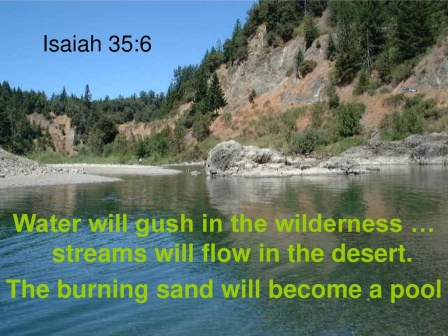 Isaiah 35:6
Water will gush in the wilderness …
streams will flow in the desert.
The burning sand will become a pool